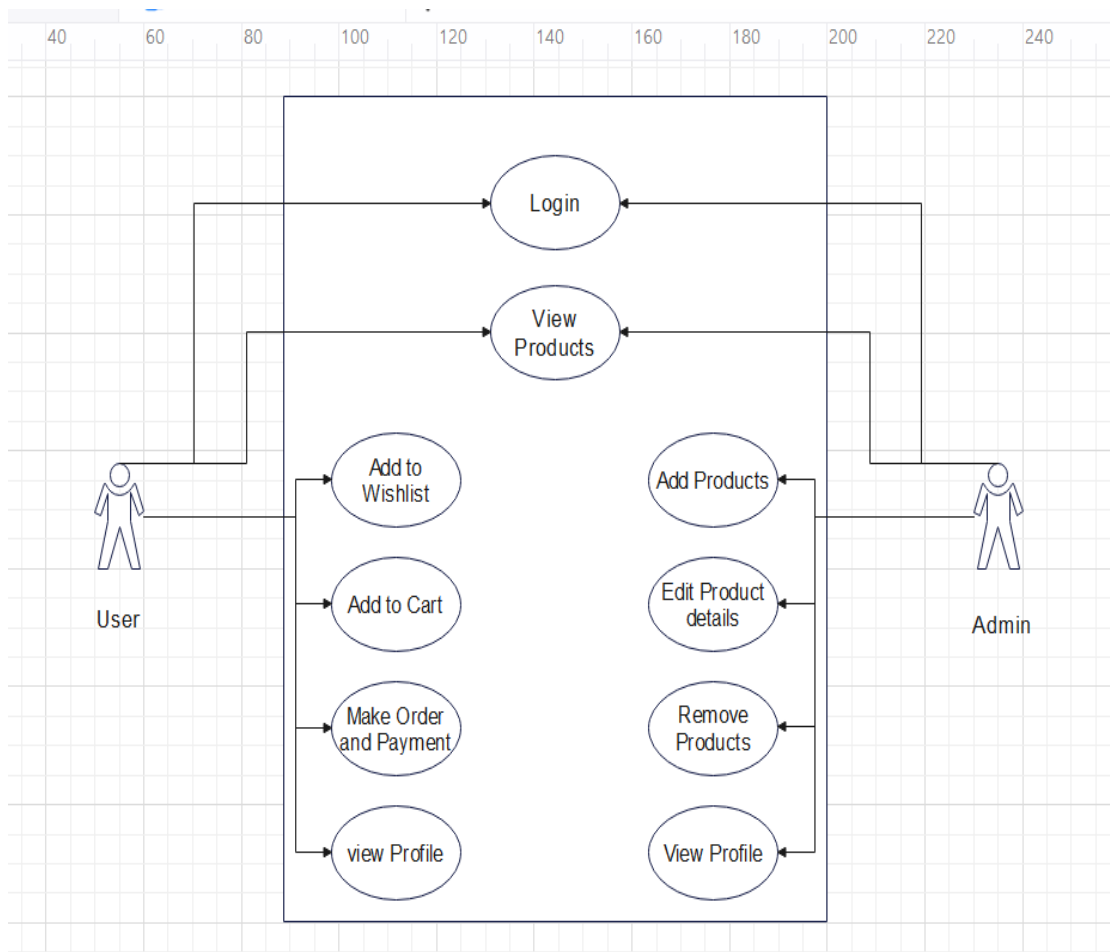 40 60 80 100 120 140 160 180 200 220 240
Login
View
Products
Add to
Wishlist
Add Products
Add to Cart
Edit Product
details
User
Admin
Make Order
and Payment
Remove
Products
view Profile
View Profile